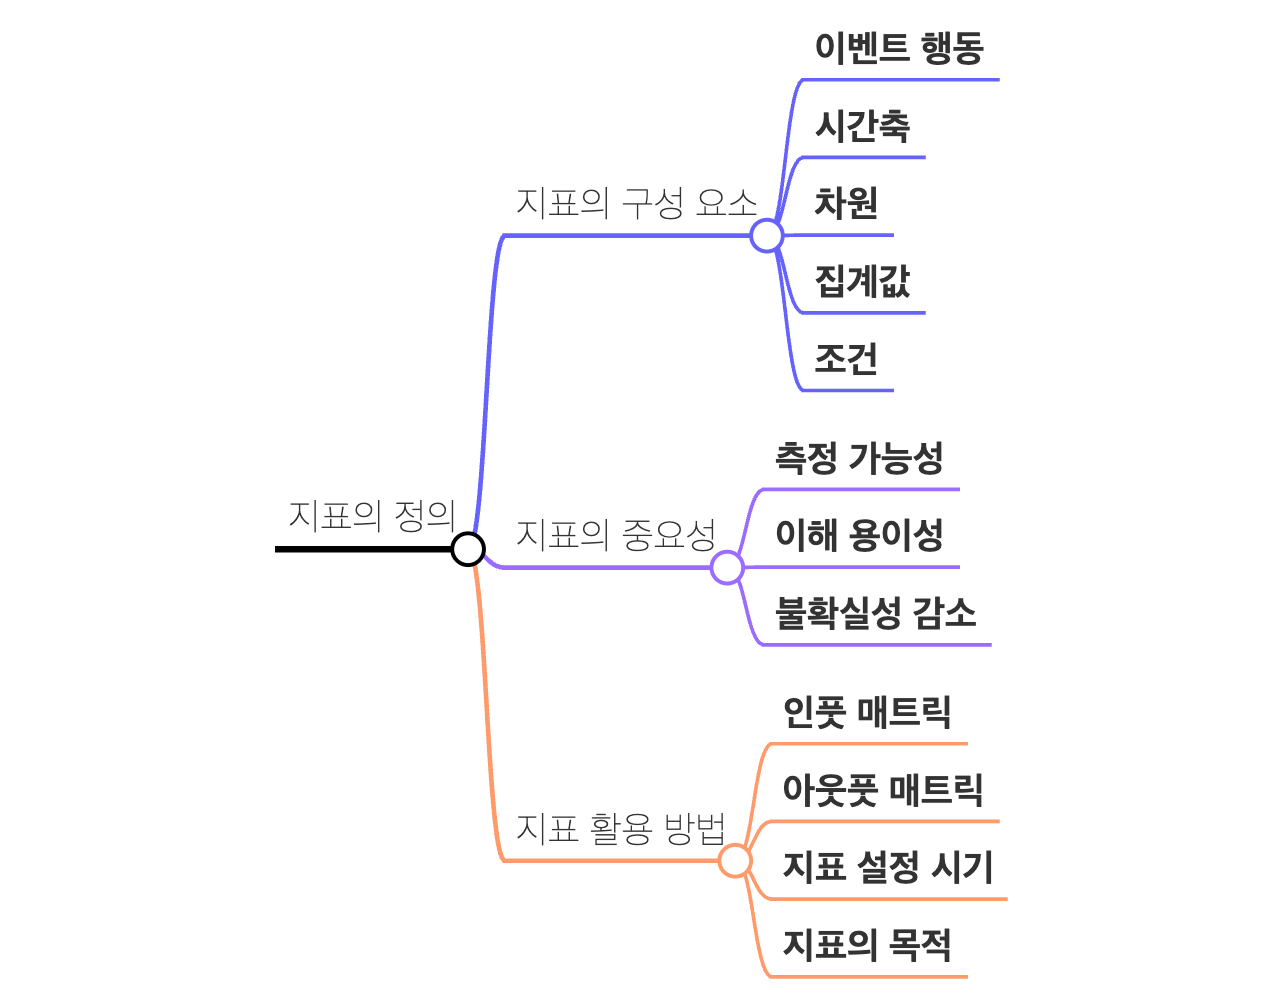 지표의 정의
지표의 구성 요소
이벤트 행동
시간축
차원
집계값
조건
지표의 중요성
측정 가능성
이해 용이성
불확실성 감소
지표 활용 방법
인풋 매트릭
아웃풋 매트릭
지표 설정 시기
지표의 목적